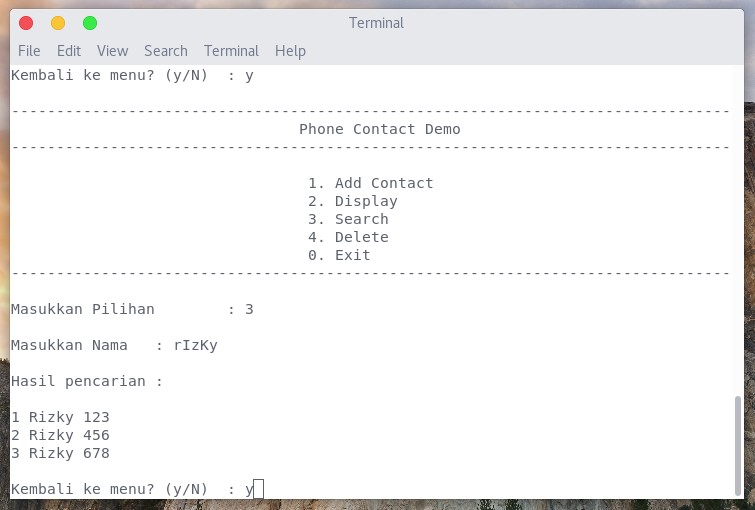 Terminal
File Edit View Search Terminal Help
Kembali ke menu? (y/N)  : y
--------------------------------------------------------------------------------
Phone Contact Demo
--------------------------------------------------------------------------------
1. Add Contact
2. Display
3. Search
4. Delete
0. Exit
--------------------------------------------------------------------------------
Masukkan Pilihan        : 3
Masukkan Nama   : rIzKy
Hasil pencarian :
1 Rizky 123
2 Rizky 456
3 Rizky 678
Kembali ke menu? (y/N)  : y